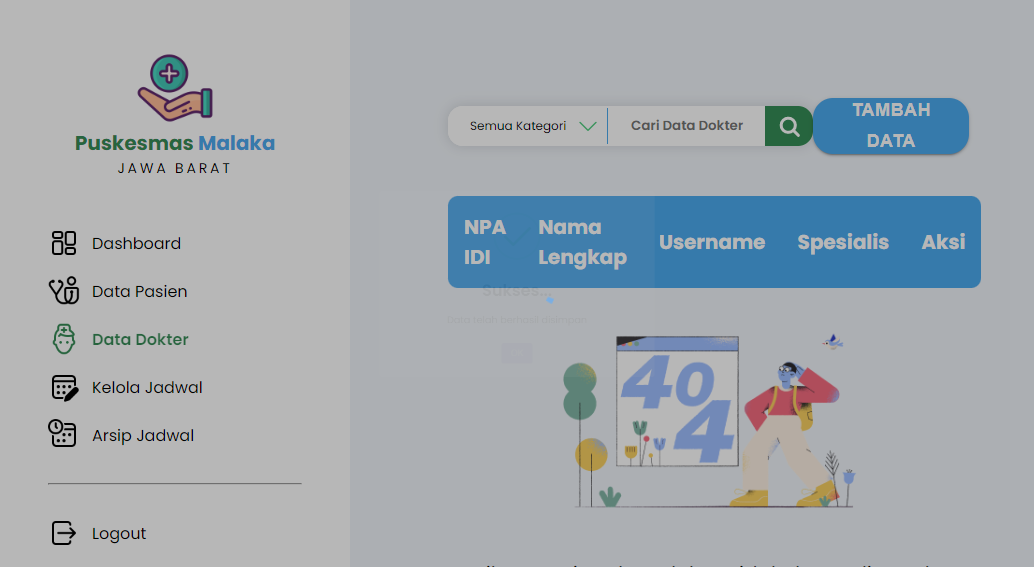 Puskesmas Malaka
JAWA BARAT
Dashboard
Data Pasien
Data Dokter
Kelola Jadwal
Arsip Jadwal
Logout
Semua Kategori
Cari Data Dokter
TAMBAH
DATA
NPA
IDI
Nama
Lengkap
Username
Spesialis
Aksi
Sukses...
404